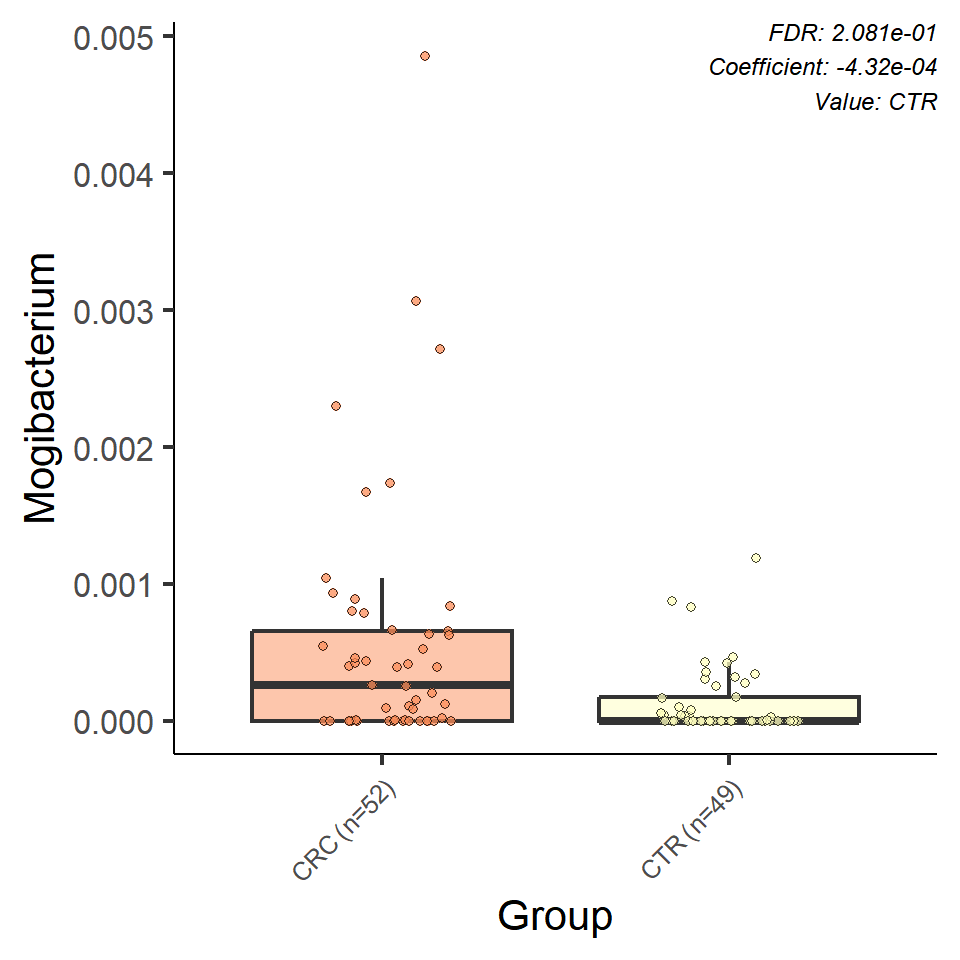 FDR: 2.081e-01
Coefficient: -4.32e-04
Value: CTR
0.005
0.004
0.003
0.002
0.001
0.000
Mogibacterium
CRC (n=52)
CTR (n=49)
Group